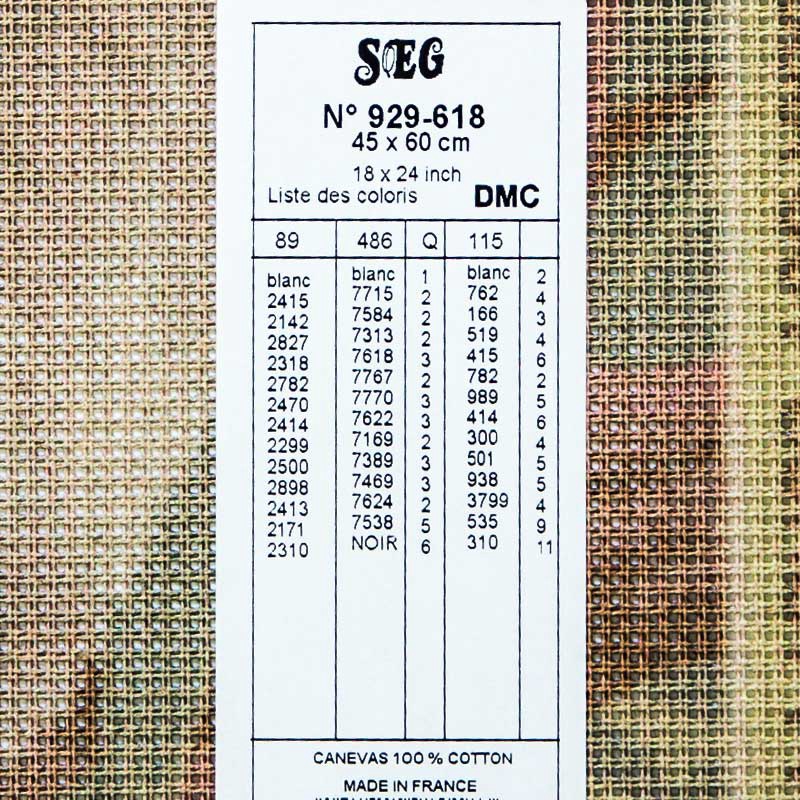 SEG
N° 929-618
45 x 60 cm
18 x 24 inch
Liste des coloris DMC
89 486 Q 115
blanc blanc 1 blanc 2
2415 7715 2 762 4
2142 7584 2 166 3
2827 7313 2 519 4
2318 7618 3 415 6
2782 7767 2 782 2
2470 7770 3 989 5
2414 7622 3 414 6
2299 7169 2 300 4
2500 7389 3 501 5
2898 7469 3 938 5
2413 7624 2 3799 4
2171 7538 5 535 9
2310 NOIR 6 310 11
CANEVAS 100 % COTTON
MADE IN FRANCE